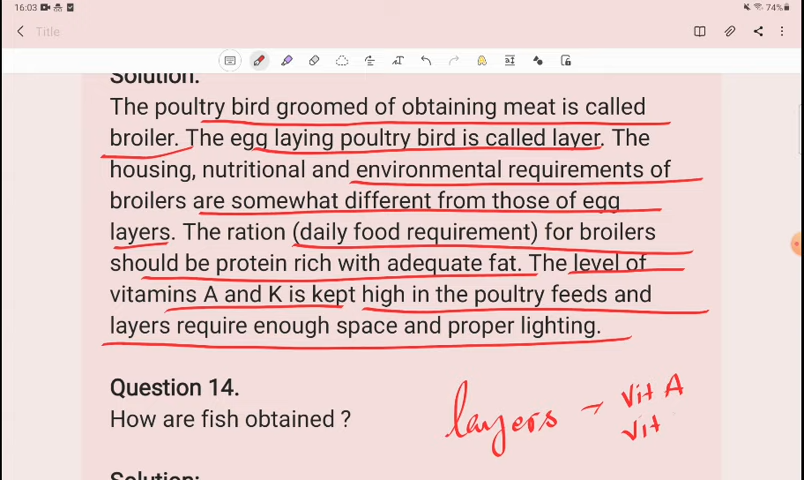 16:03
74%
Title
Solution.
The poultry bird groomed of obtaining meat is called
broiler. The egg laying poultry bird is called layer. The
housing, nutritional and environmental requirements of
broilers are somewhat different from those of egg
layers. The ration (daily food requirement) for broilers
should be protein rich with adequate fat. The level of
vitamins A and K is kept high in the poultry feeds and
layers require enough space and proper lighting.
Question 14.
How are fish obtained ?
layers → vit A
vit
Solution: